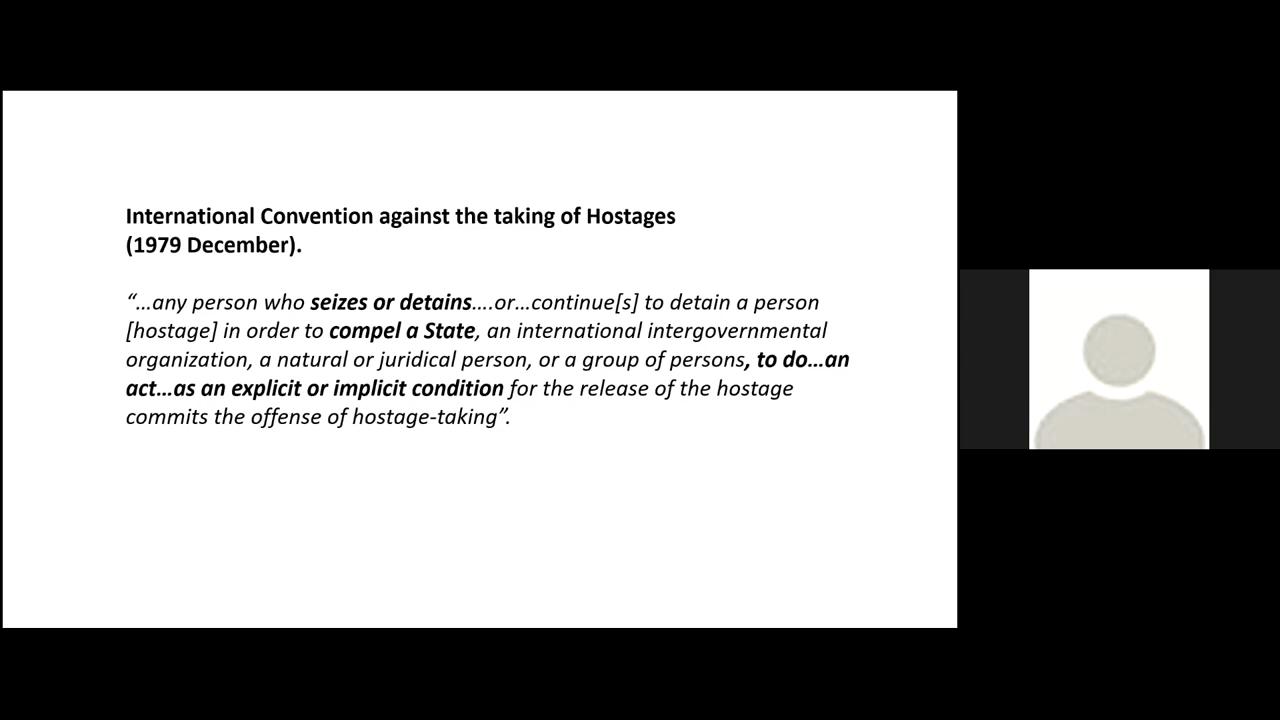 International Convention against the taking of Hostages
(1979 December).
“…any person who seizes or detains….or…continue[s] to detain a person
[hostage] in order to compel a State, an international intergovernmental
organization, a natural or juridical person, or a group of persons, to do…an
act…as an explicit or implicit condition for the release of the hostage
commits the offense of hostage-taking”.